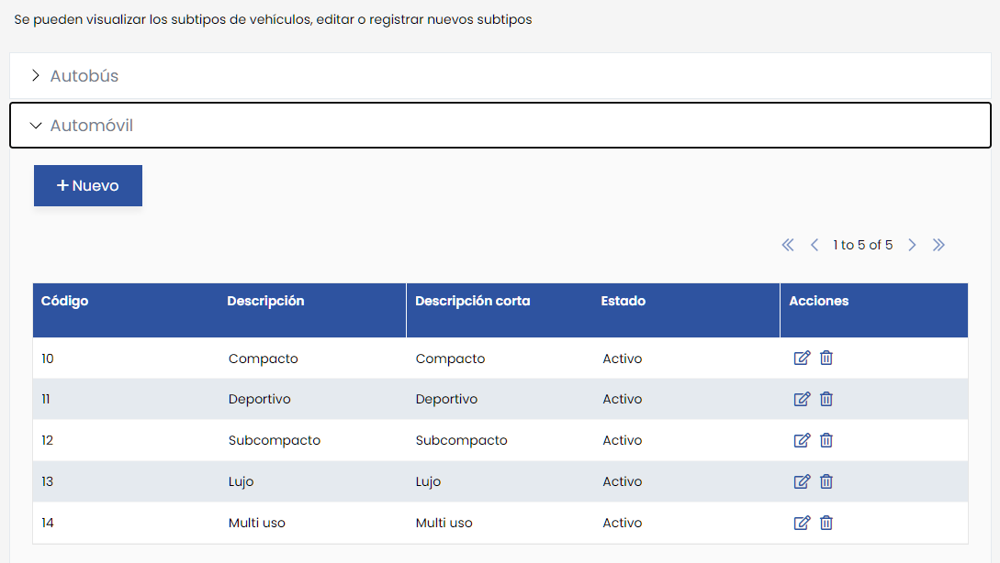 Se pueden visualizar los subtipos de vehículos, editar o registrar nuevos subtipos
Autobús
Automóvil
+ Nuevo
1 to 5 of 5
Código Descripción Descripción corta Estado Acciones
10 Compacto Compacto Activo
11 Deportivo Deportivo Activo
12 Subcompacto Subcompacto Activo
13 Lujo Lujo Activo
14 Multi uso Multi uso Activo